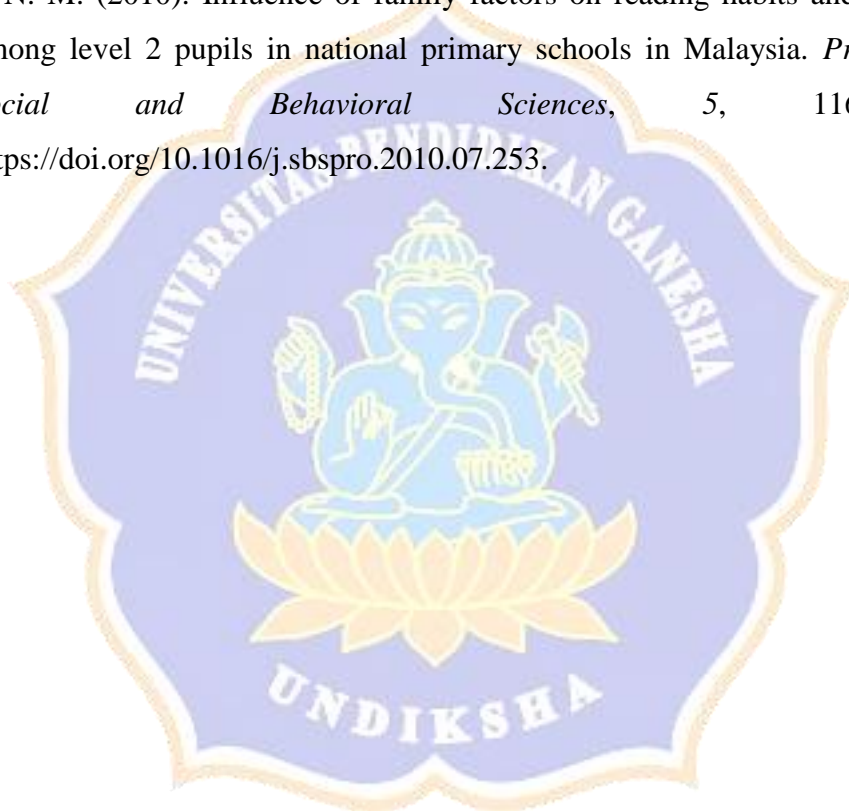 N. M. (2010). Influence of family factors on reading habits and
mong level 2 pupils in national primary schools in Malaysia. Pr
ocial and Behavioral Sciences, 5, 116
tps://doi.org/10.1016/j.sbspro.2010.07.253.
UNIVERSITAS PENDIDIKAN GANESHA
UNDIKSHA